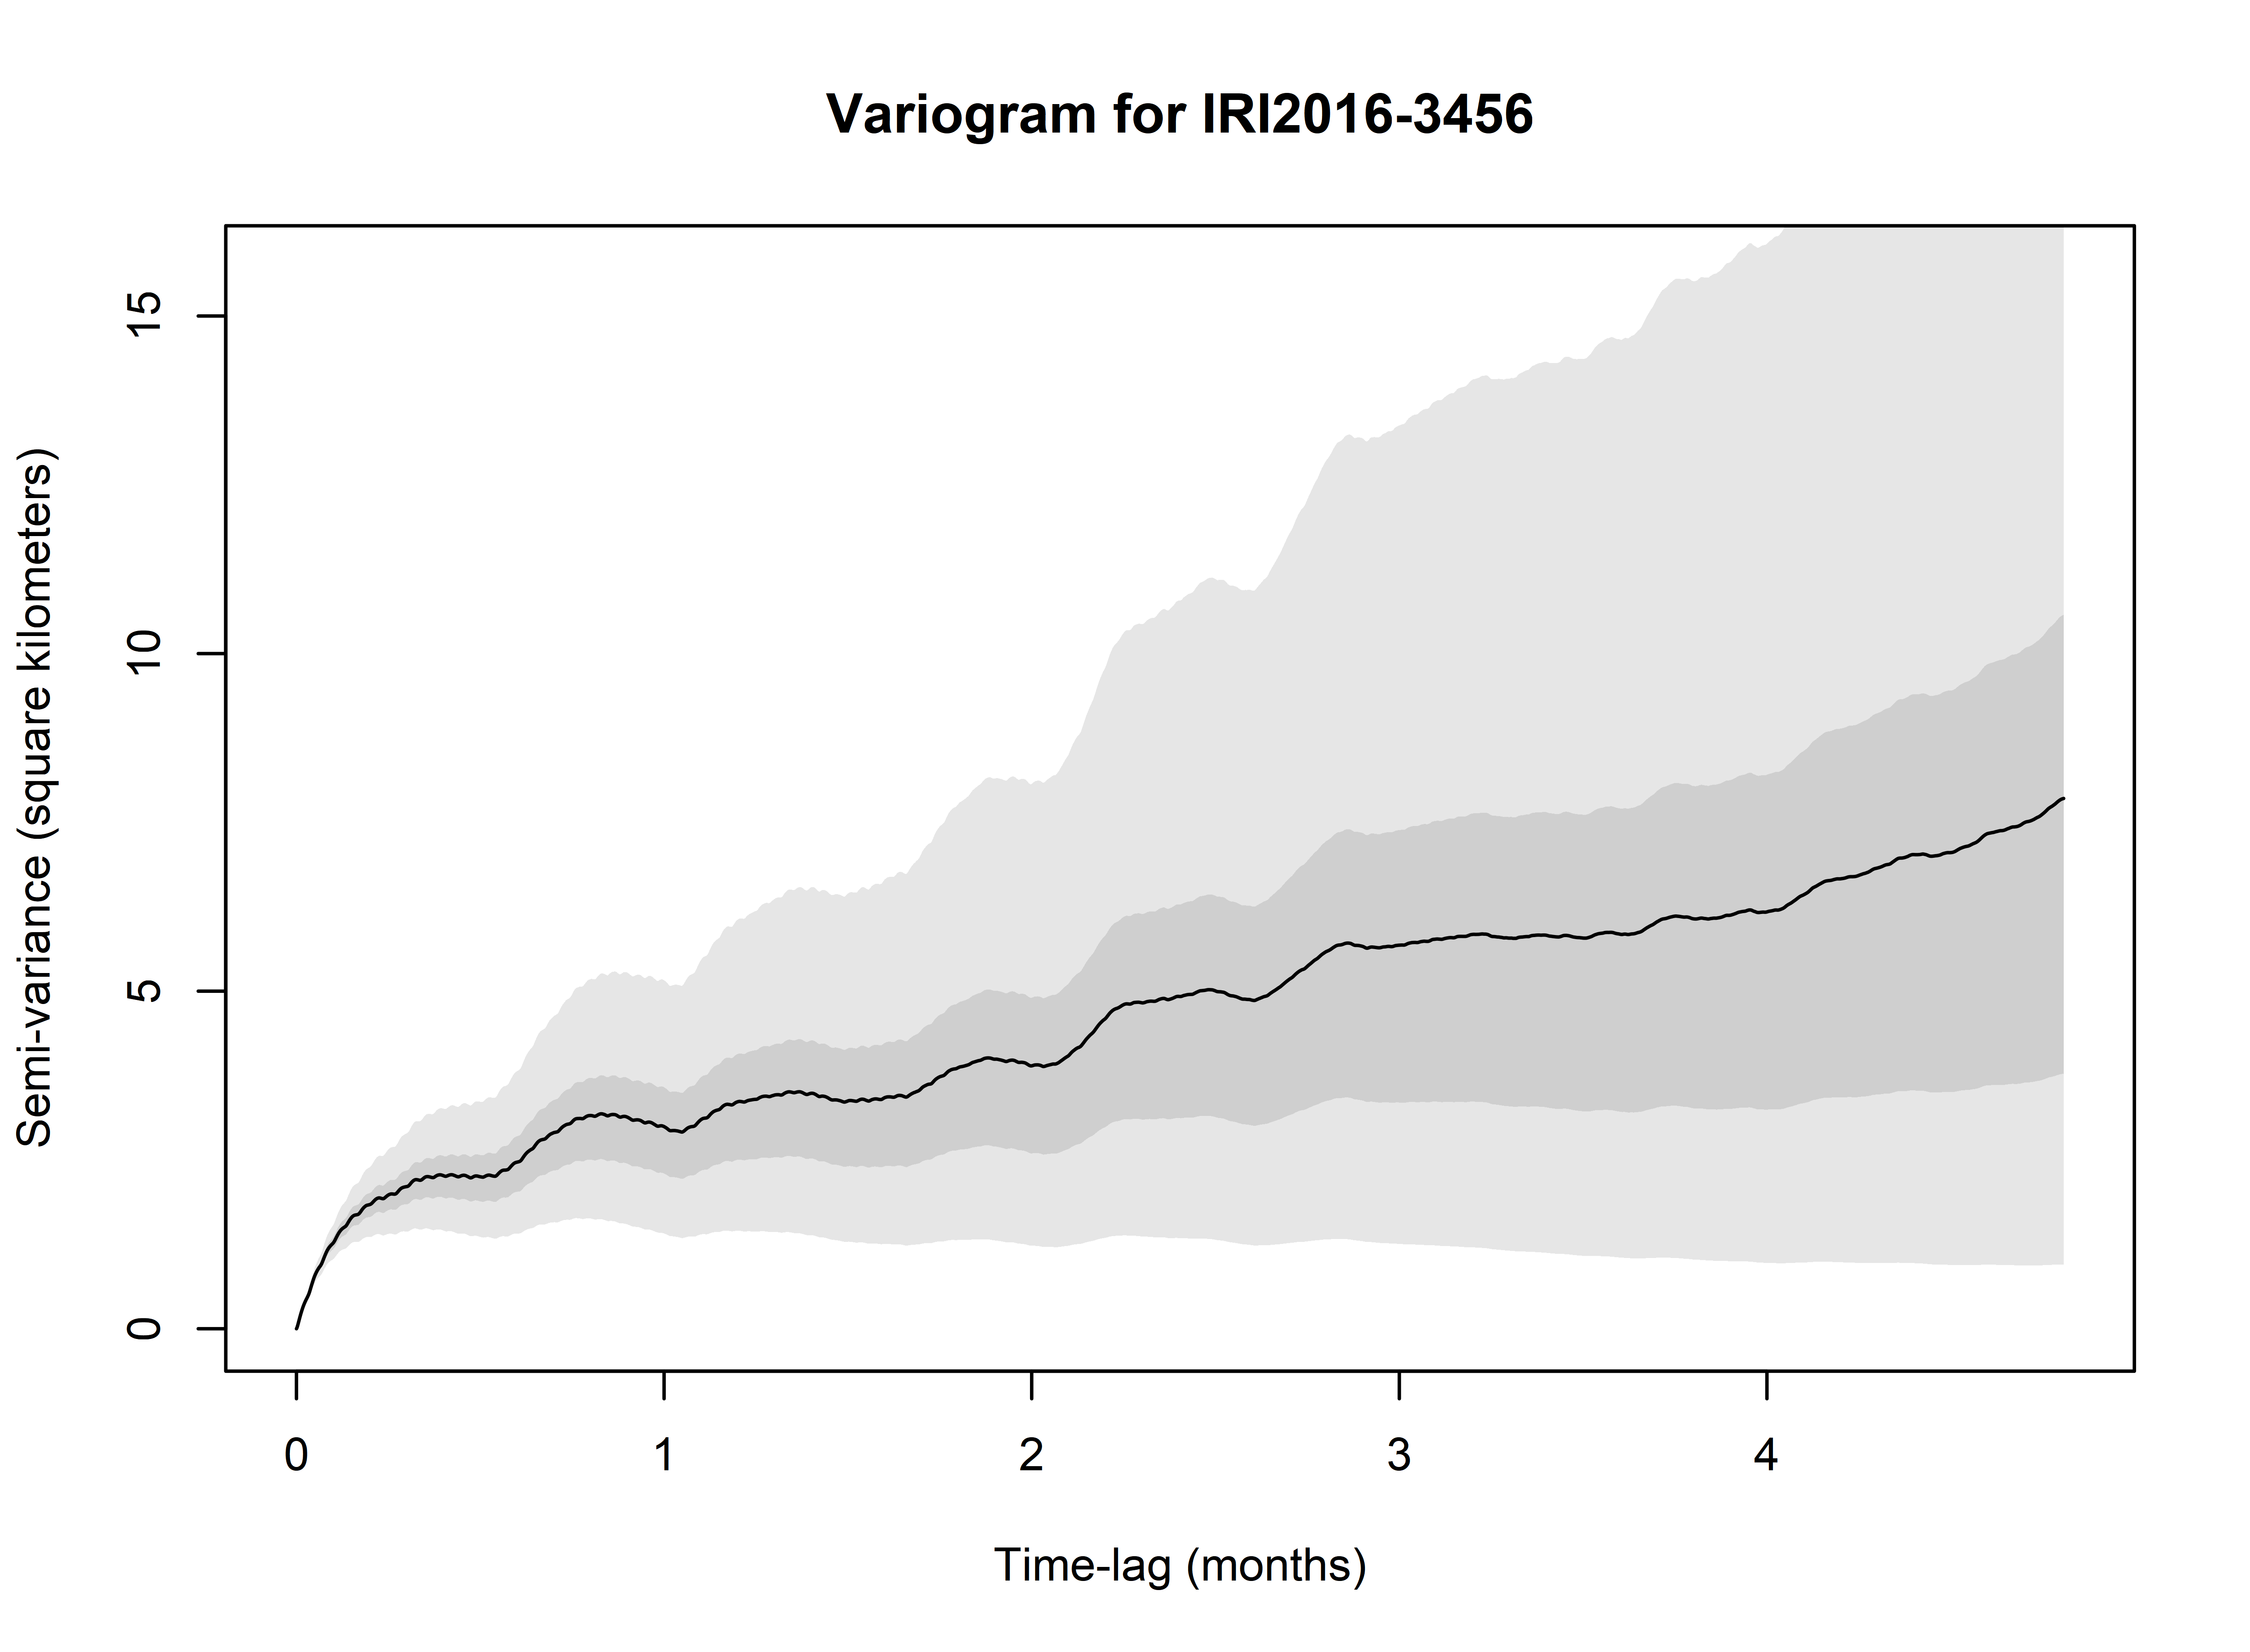 Variogram for IRI2016-3456
Semi-variance (square kilometers)
15
10
5
0
0 1 2 3 4
Time-lag (months)